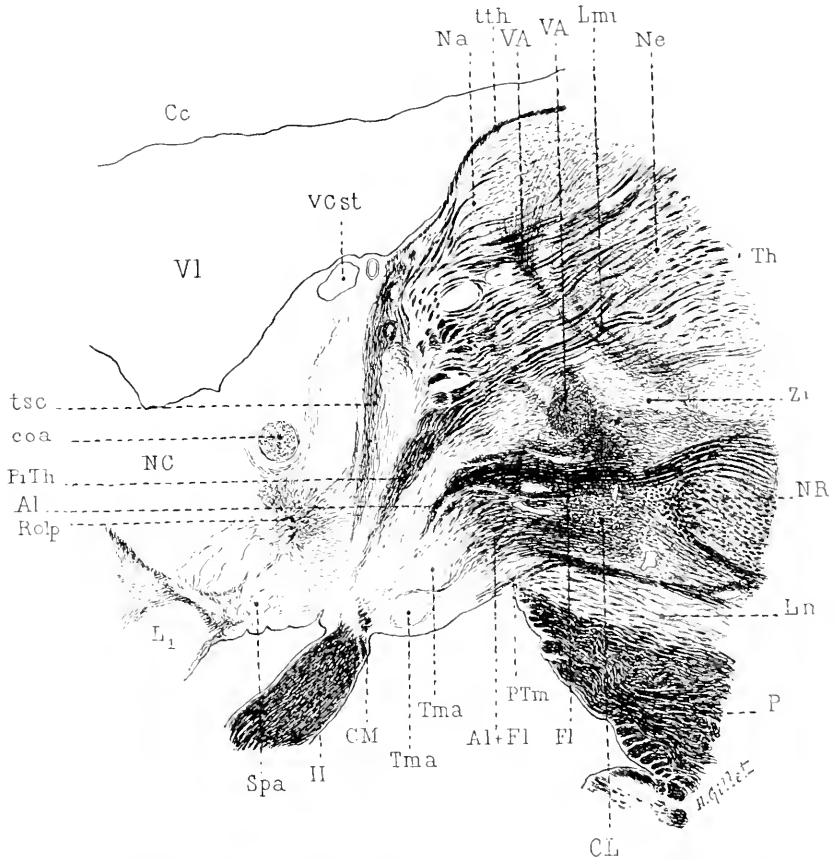 tth
VA
Lmi
Na
VA
Ne
Cc
VCst
Vl
Th
tsc
Zi
coa
NC
PiTh
NR
Al
Rolp
L1
Ln
Tma
PTm
P
CM
Al+Fl
Fl
II
Tma
Spa
H. Gillet
CL